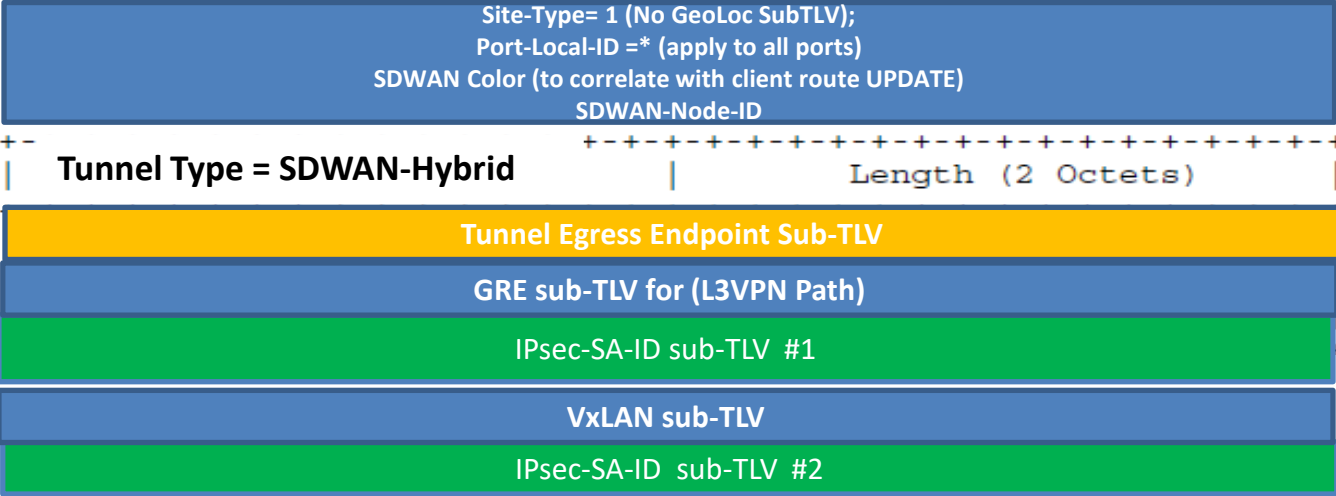 Site-Type= 1 (No GeoLoc SubTLV);
Port-Local-ID =* (apply to all ports)
SDWAN Color (to correlate with client route UPDATE)
SDWAN-Node-ID
+- +-+-+-+-+-+-+-+-+-+-+-+-+-+-+-+-+-+-+
| Tunnel Type = SDWAN-Hybrid | Length (2 Octets) |
Tunnel Egress Endpoint Sub-TLV
GRE sub-TLV for (L3VPN Path)
IPsec-SA-ID sub-TLV #1
VxLAN sub-TLV
IPsec-SA-ID sub-TLV #2